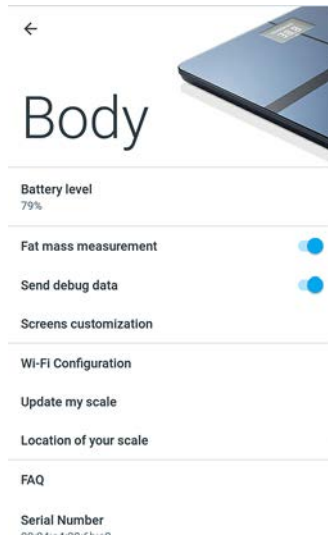 Body
Battery level
79%
Fat mass measurement
Send debug data
Screens customization
Wi-Fi Configuration
Update my scale
Location of your scale
FAQ
Serial Number